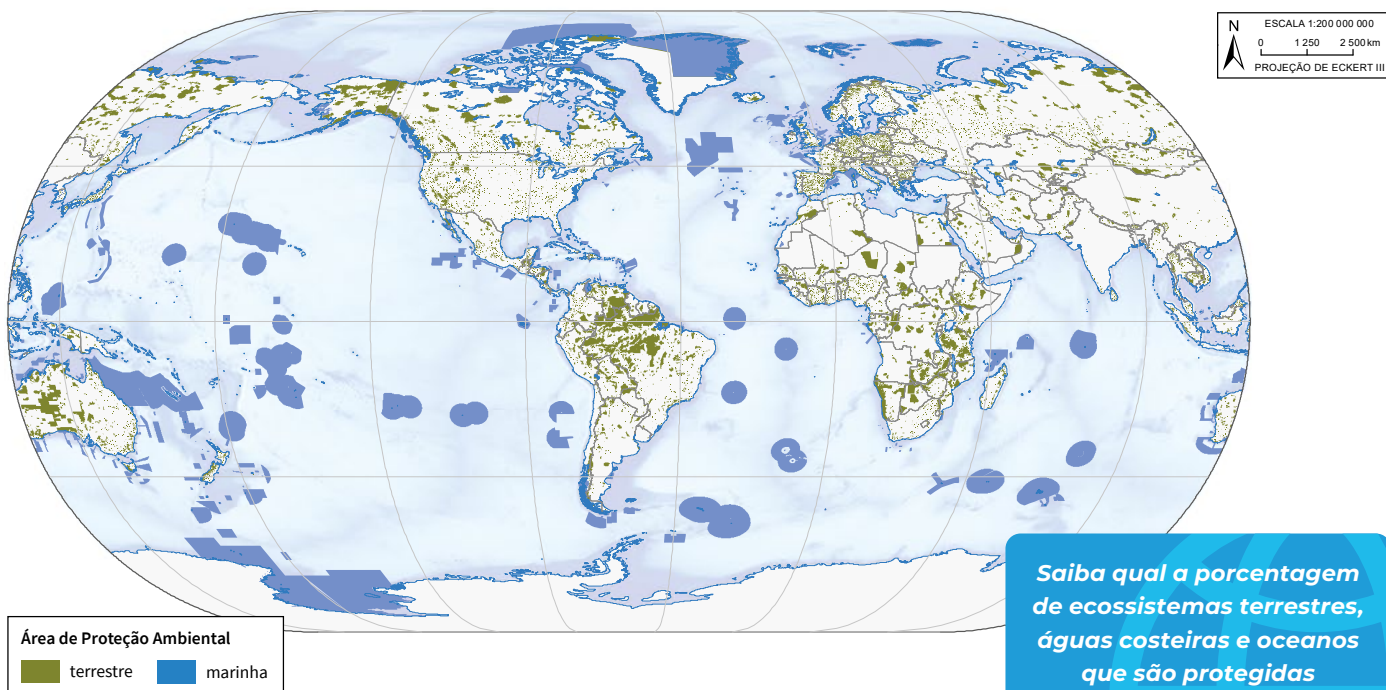 N
ESCALA 1:200 000 000
0 1 250 2 500 km
PROJEÇÃO DE ECKERT III
Saiba qual a porcentagem
de ecossistemas terrestres,
águas costeiras e oceanos
que são protegidas
Área de Proteção Ambiental
terrestre marinha